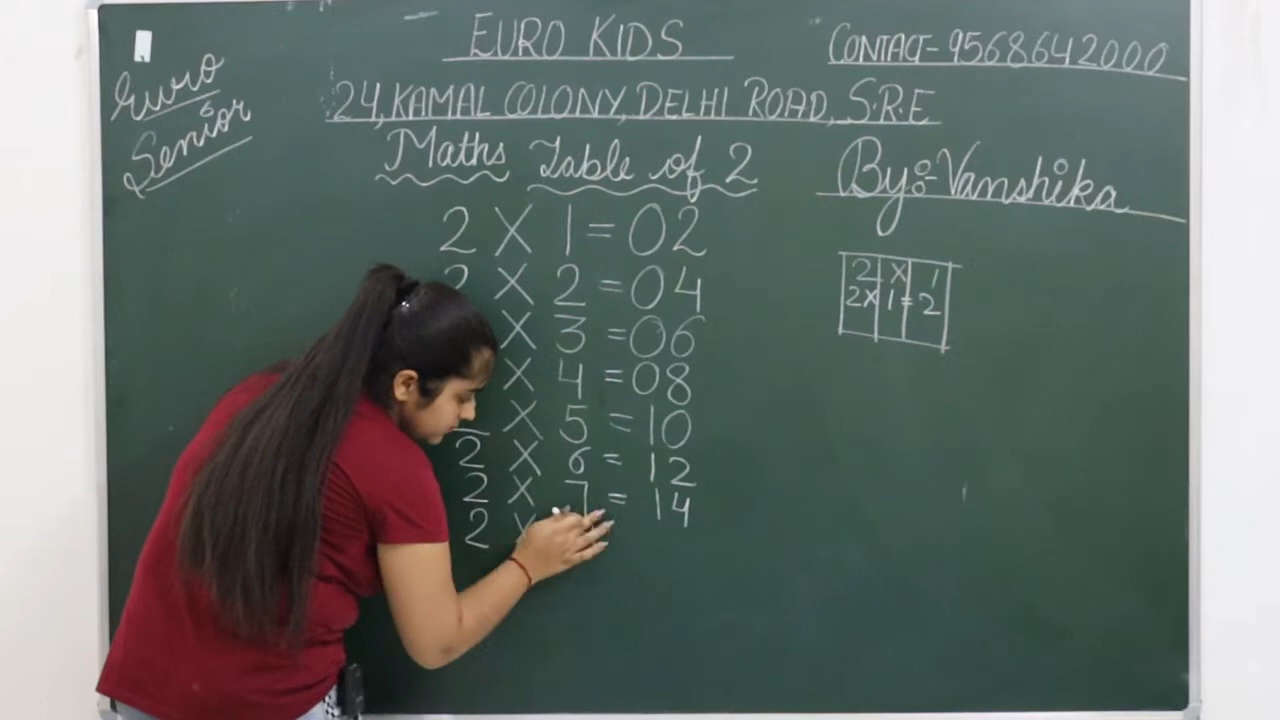 EURO KIDS
CONTACT- 9568642000
Euro
Senior
24, KAMAL COLONY, DELHI ROAD, S.R.E
Maths Table of 2
By:- Vanshika
2 X 1 = 02
2 X 2 = 04
X 3 = 06
X 4 = 08
X 5 = 10
2 X 6 = 12
2 X 7 = 14
2 X
2 X 1
2 X 1 = 2